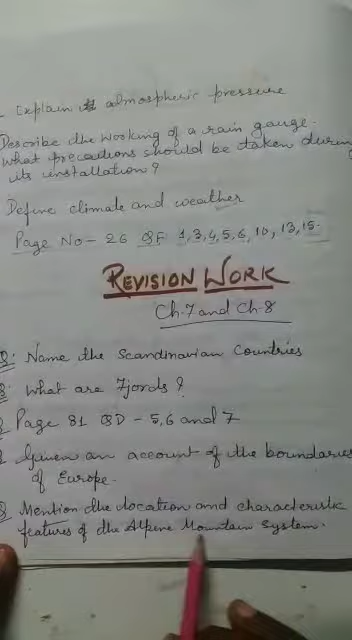 Explain atmospheric pressure
Describe the working of a rain gauge.
What precautions should be taken during
its installation?
Define climate and weather
Page No - 26 QF 1, 3, 4, 5, 6, 10, 13, 15.
REVISION WORK
Ch-7 and Ch-8
Q: Name the Scandinavian Countries
Q: What are Fjords?
Q Page 81 QD - 5, 6 and 7
Q Given an account of the boundaries
of Europe.
Q Mention the location and characteristic
features of the Alpine Mountain System.